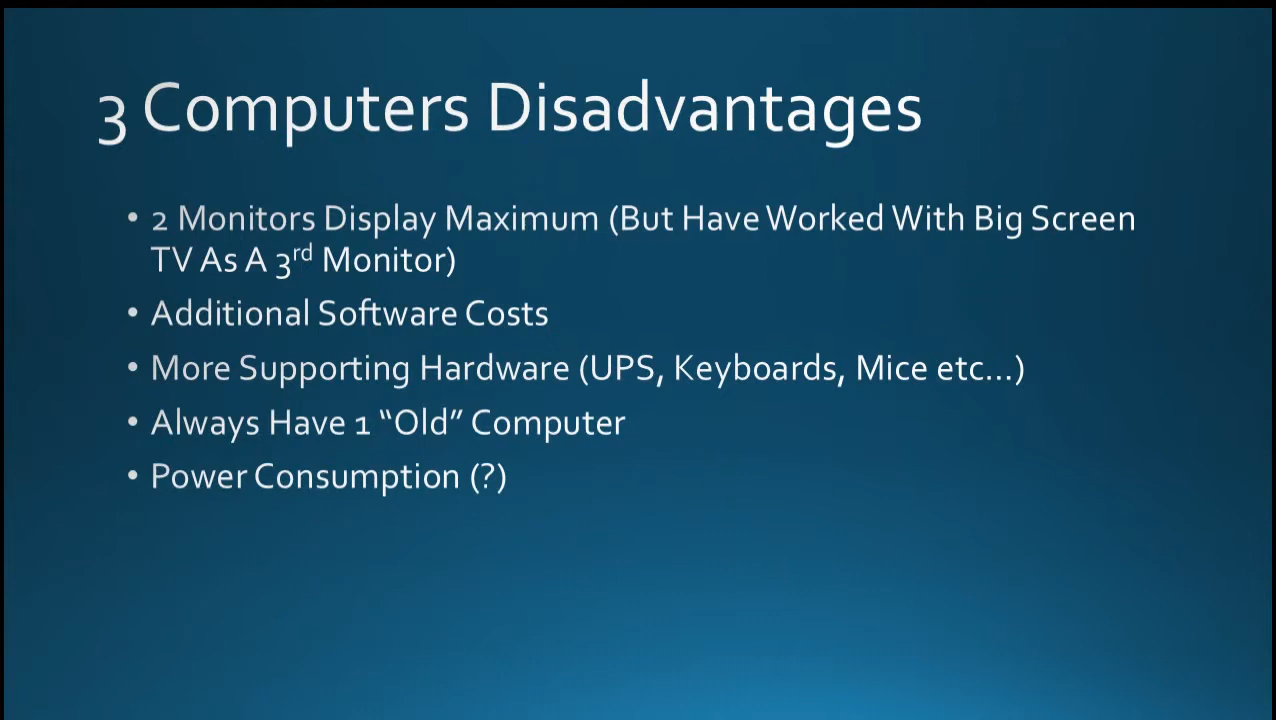 3 Computers Disadvantages
• 2 Monitors Display Maximum (But Have Worked With Big Screen
TV As A 3rd Monitor)
• Additional Software Costs
• More Supporting Hardware (UPS, Keyboards, Mice etc...)
• Always Have 1 “Old” Computer
• Power Consumption (?)